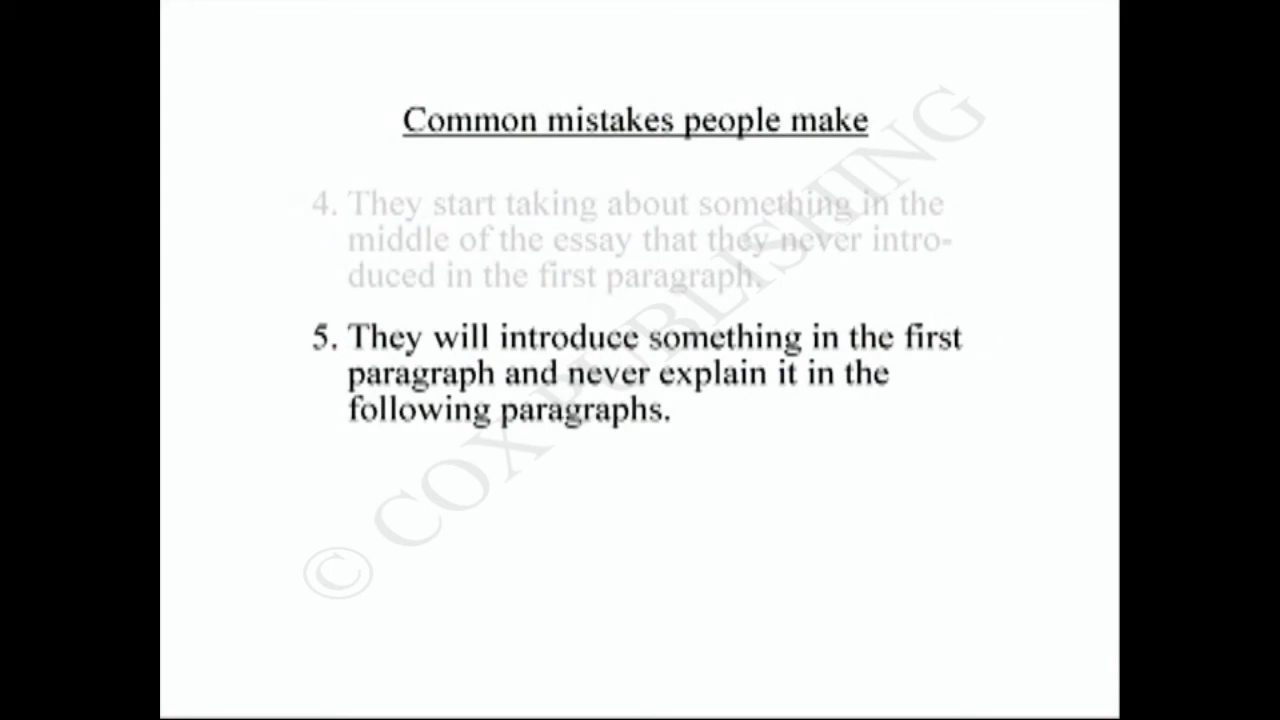 Common mistakes people make
4. They start taking about something in the
middle of the essay that they never intro-
duced in the first paragraph.
5. They will introduce something in the first
paragraph and never explain it in the
following paragraphs.
© COX PUBLISHING